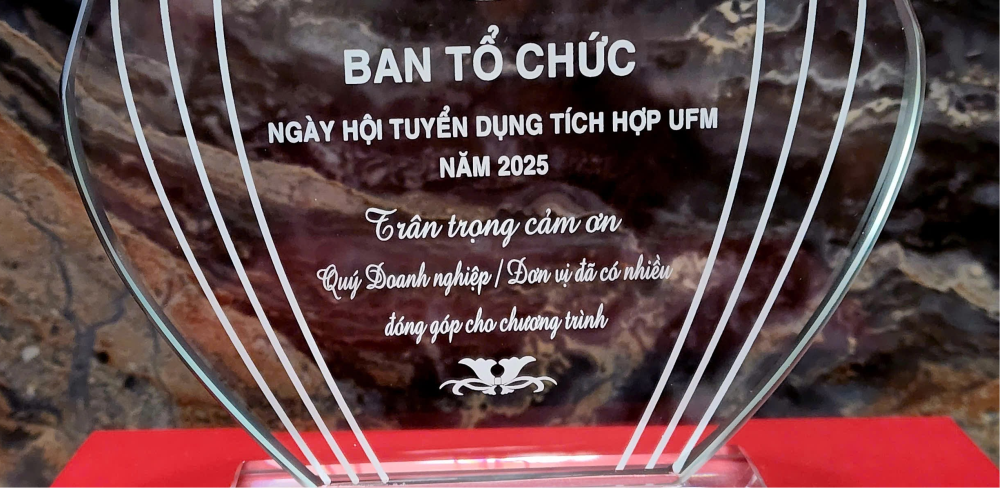 BAN TỔ CHỨC
NGÀY HỘI TUYỂN DỤNG TÍCH HỢP UFM
NĂM 2025
Trân trọng cảm ơn
Quý Doanh nghiệp / Đơn vị đã có nhiều
đóng góp cho chương trình